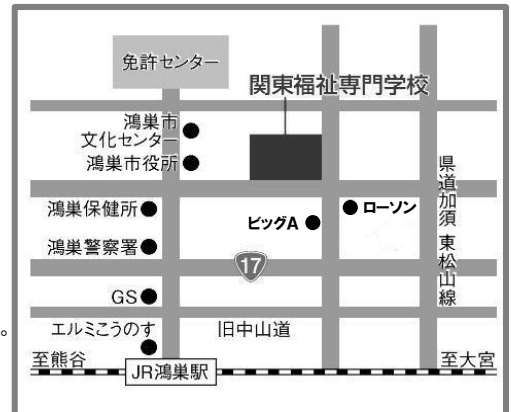 免許センター
関東福祉専門学校
鴻巣市
文化センター
鴻巣市役所
鴻巣保健所
ローソン
ビッグA
県道加須 東松山線
鴻巣警察署
17
GS
エルミこうのす
旧中山道
。
至熊谷
至大宮
JR鴻巣駅